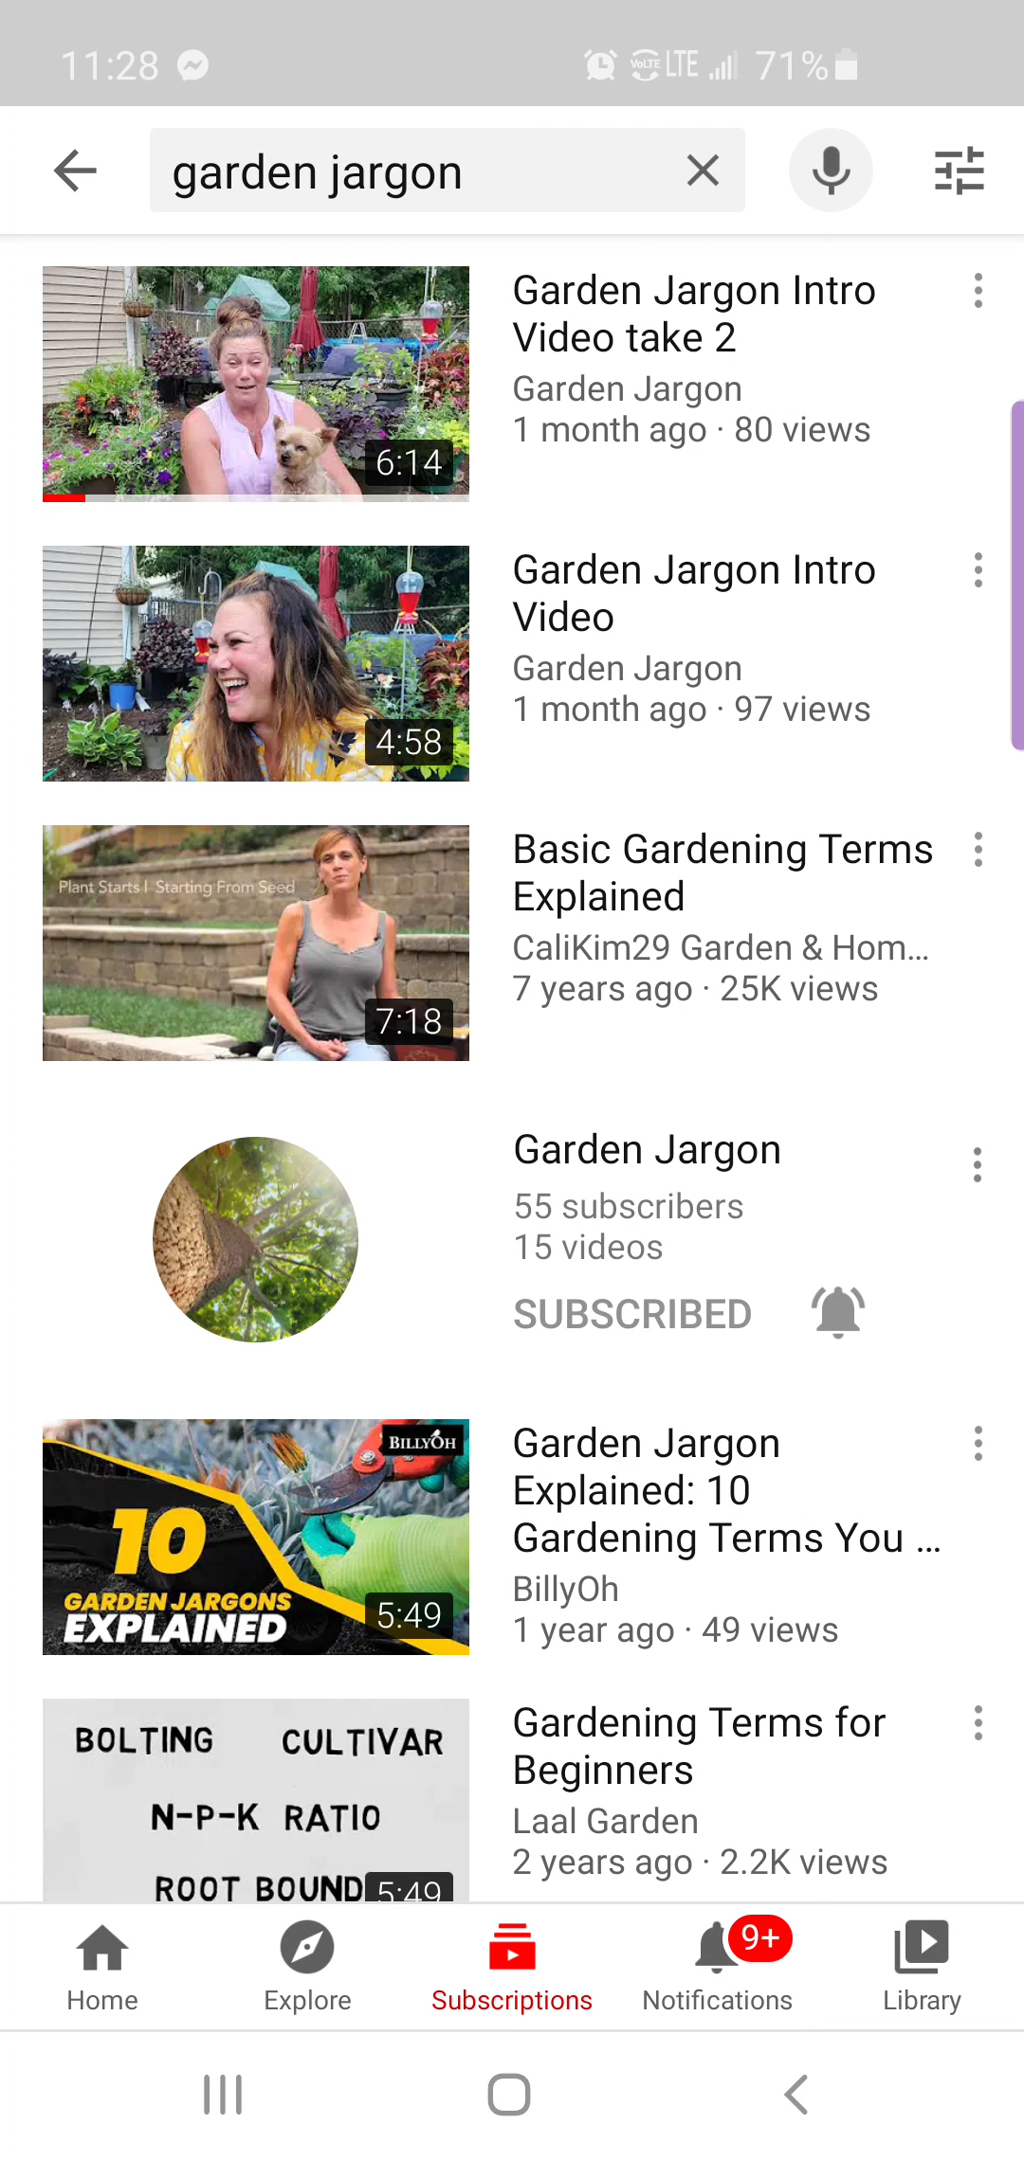 11:28
VoLTE LTE 71%
garden jargon
Garden Jargon Intro
Video take 2
Garden Jargon
1 month ago · 80 views
6:14
Garden Jargon Intro
Video
Garden Jargon
1 month ago · 97 views
4:58
Plant Starts | Starting From Seed
7:18
Basic Gardening Terms
Explained
CaliKim29 Garden & Hom...
7 years ago · 25K views
Garden Jargon
55 subscribers
15 videos
SUBSCRIBED
BILLYOH
10
GARDEN JARGONS
EXPLAINED
5:49
Garden Jargon
Explained: 10
Gardening Terms You ...
BillyOh
1 year ago · 49 views
BOLTING CULTIVAR
N-P-K RATIO
ROOT BOUND
5:49
Gardening Terms for
Beginners
Laal Garden
2 years ago · 2.2K views
Home
Explore
Subscriptions
9+
Notifications
Library